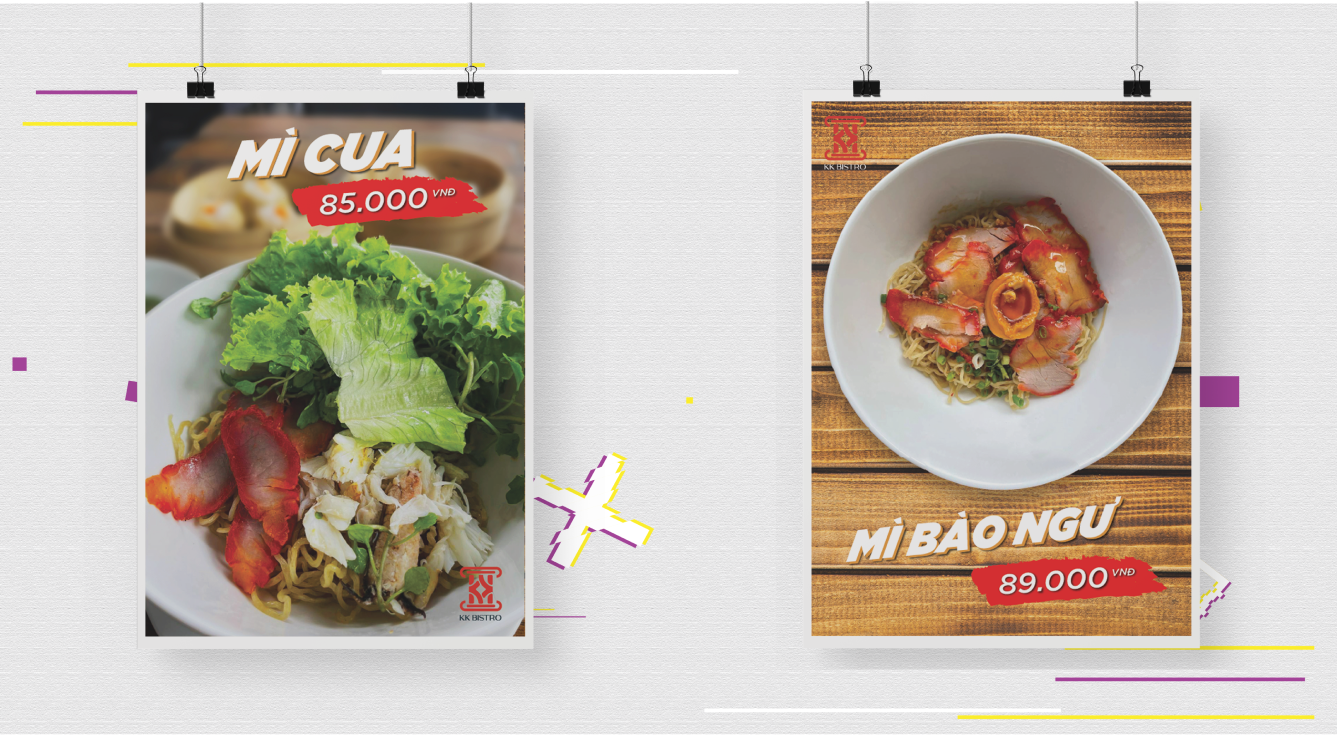 MÌ CUA
85.000 VNĐ
KK BISTRO
KK BISTRO
MÌ BÀO NGƯ
89.000 VNĐ